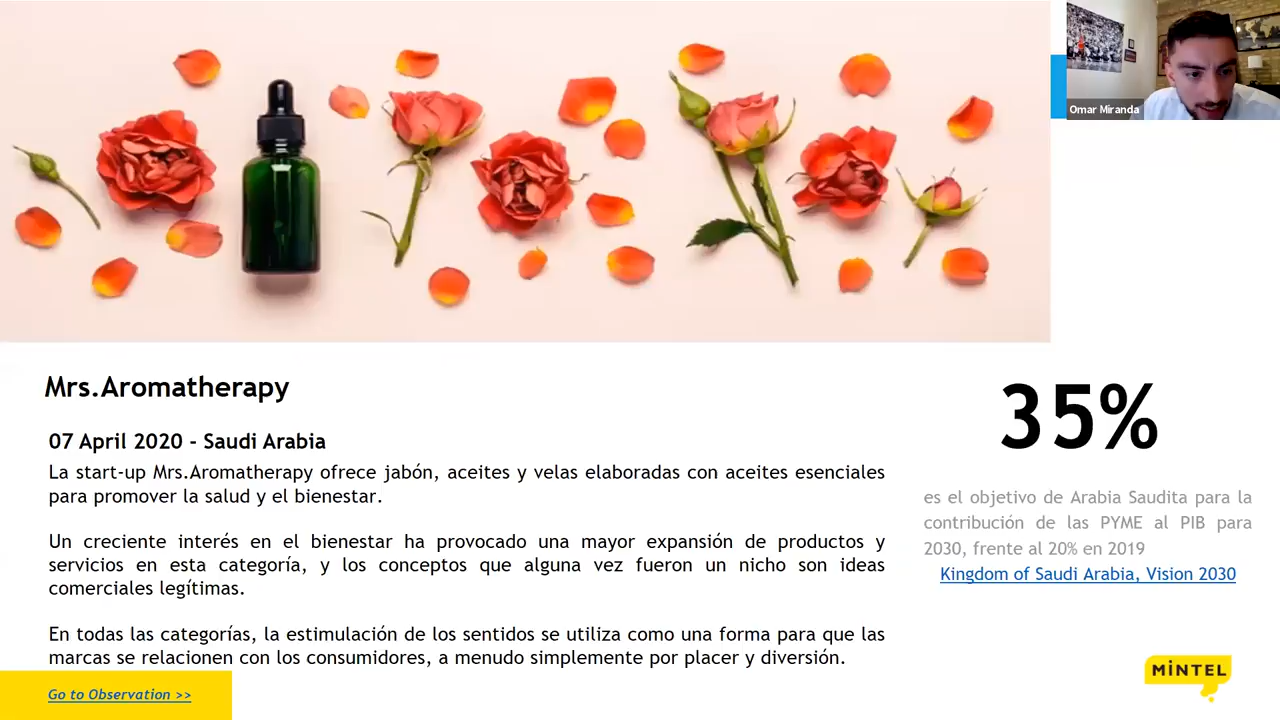 Omar Miranda
Mrs.Aromatherapy
07 April 2020 - Saudi Arabia
La start-up Mrs.Aromatherapy ofrece jabón, aceites y velas elaboradas con aceites esenciales
para promover la salud y el bienestar.
Un creciente interés en el bienestar ha provocado una mayor expansión de productos y
servicios en esta categoría, y los conceptos que alguna vez fueron un nicho son ideas
comerciales legítimas.
En todas las categorías, la estimulación de los sentidos se utiliza como una forma para que las
marcas se relacionen con los consumidores, a menudo simplemente por placer y diversión.
Go to Observation >>
35%
es el objetivo de Arabia Saudita para la
contribución de las PYME al PIB para
2030, frente al 20% en 2019
Kingdom of Saudi Arabia, Vision 2030
MINTEL